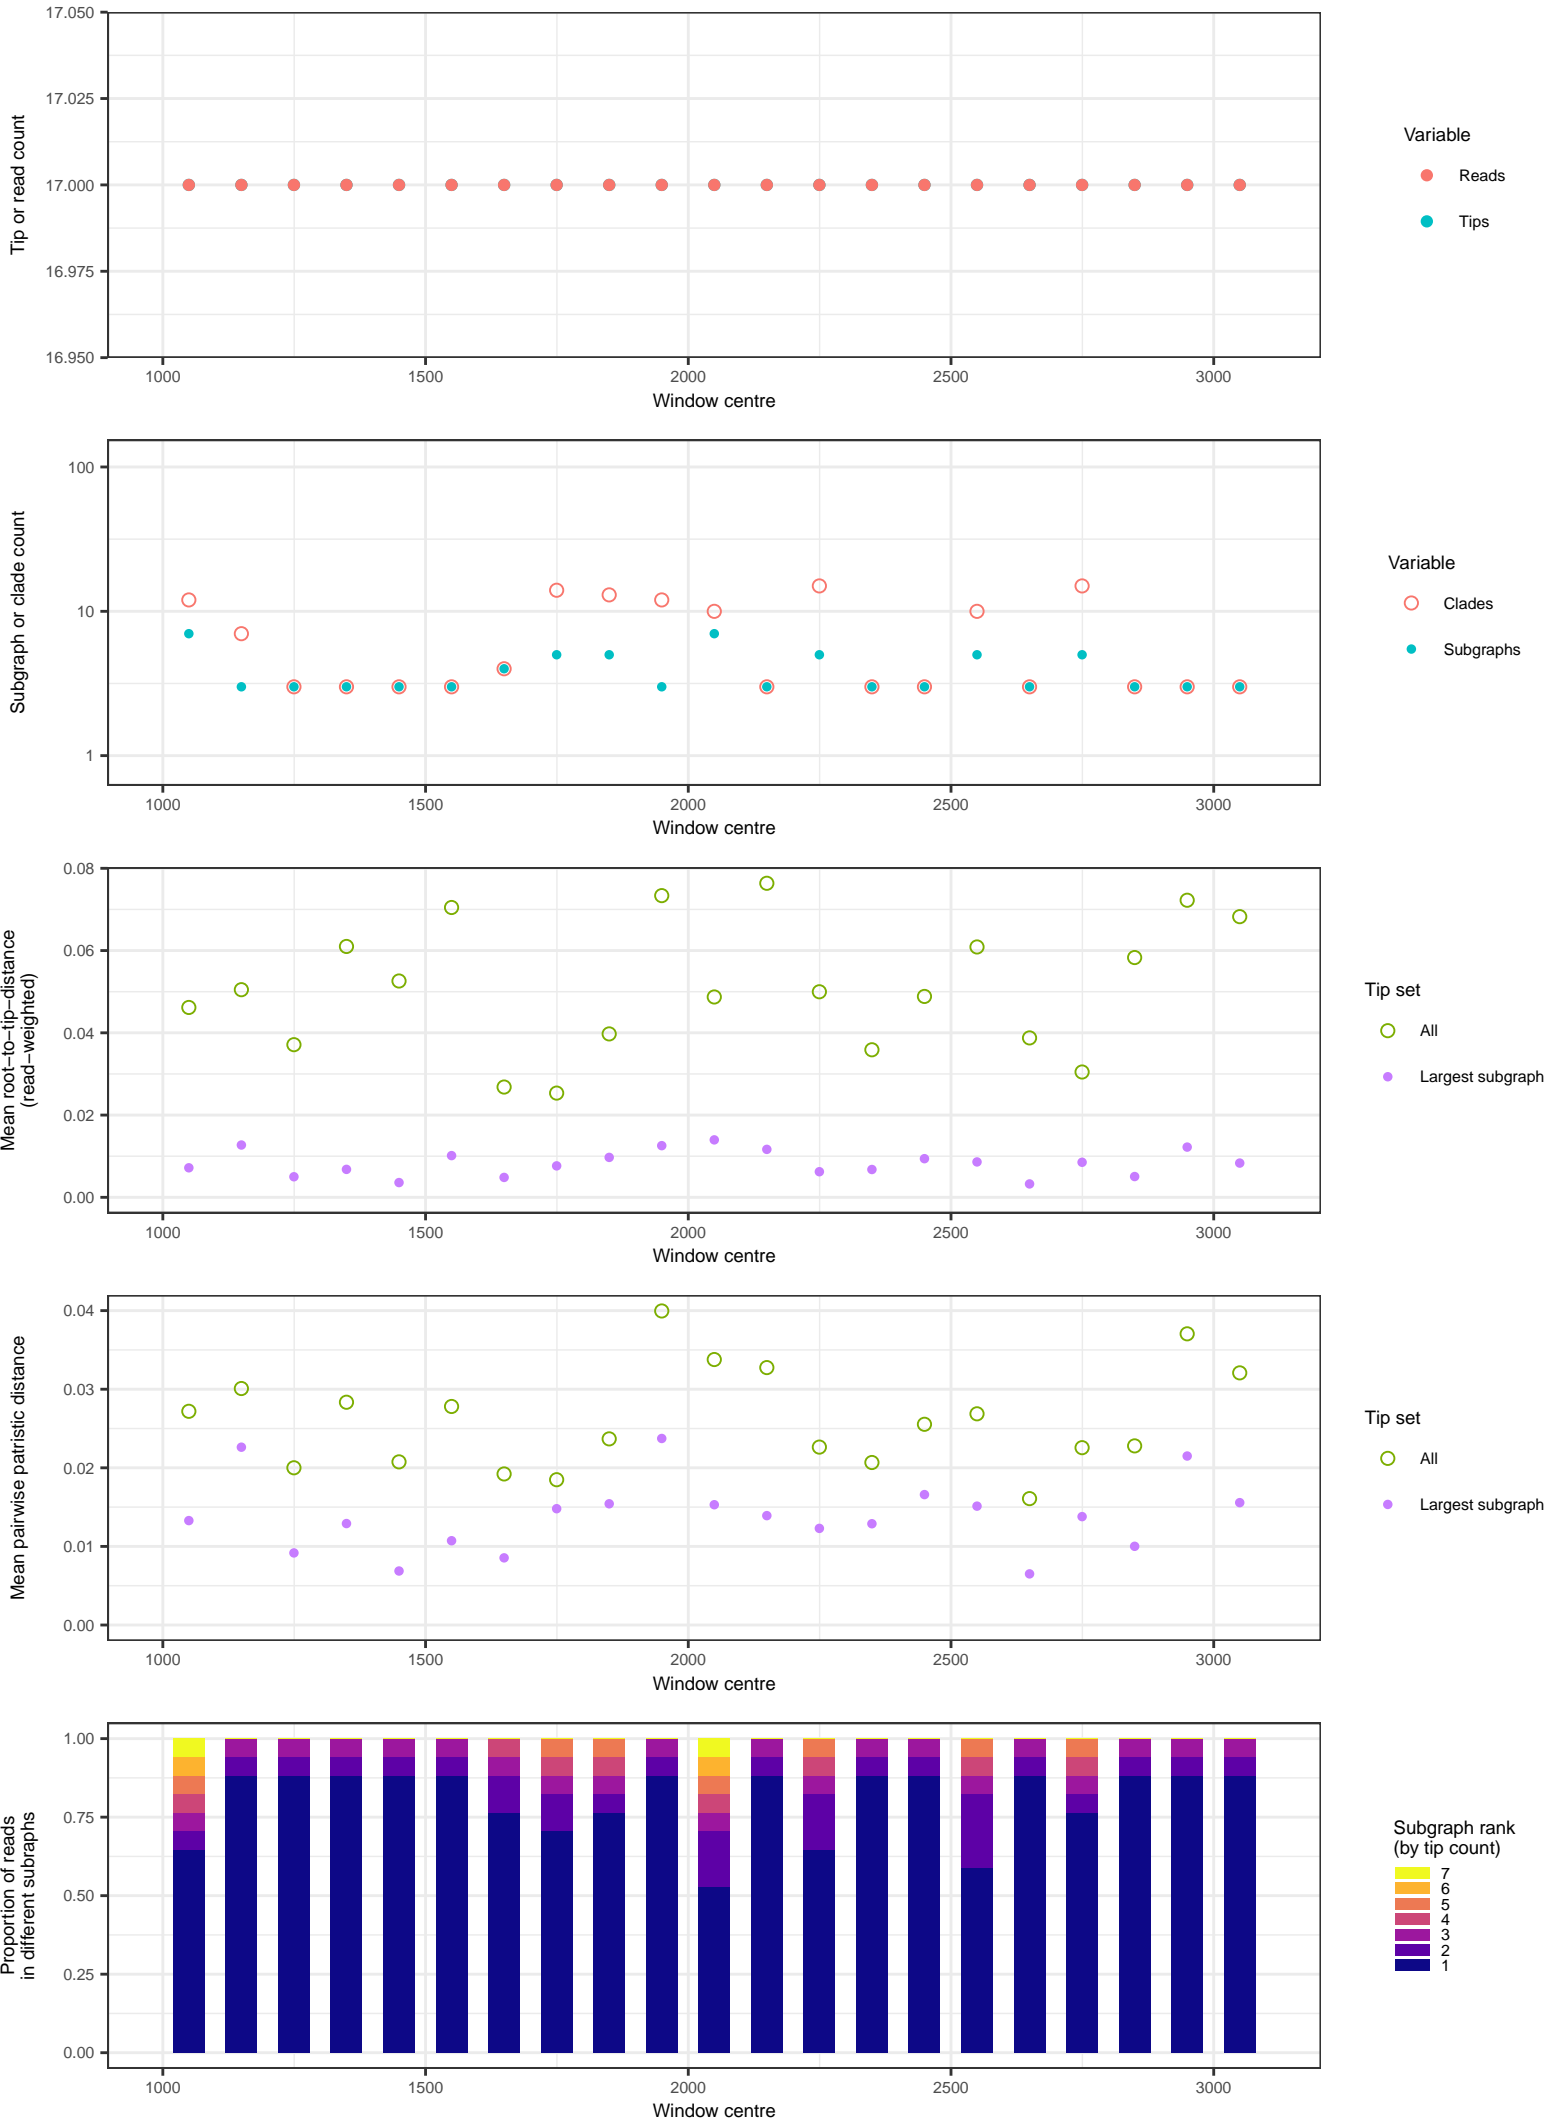 17.050
17.025
17.000
16.975
16.950
Tip or read count
1000 1500 2000 2500 3000
Window centre
Variable
Reads
Tips
100
10
1
Subgraph or clade count
1000 1500 2000 2500 3000
Window centre
Variable
Clades
Subgraphs
0.08
0.06
0.04
0.02
0.00
Mean root−to−tip−distance
(read−weighted)
1000 1500 2000 2500 3000
Window centre
Tip set
All
Largest subgraph
0.04
0.03
0.02
0.01
0.00
Mean pairwise patristic distance
1000 1500 2000 2500 3000
Window centre
Tip set
All
Largest subgraph
1.00
0.75
0.50
0.25
0.00
Proportion of reads
in different subraphs
1000 1500 2000 2500 3000
Window centre
Subgraph rank
(by tip count)
7
6
5
4
3
2
1